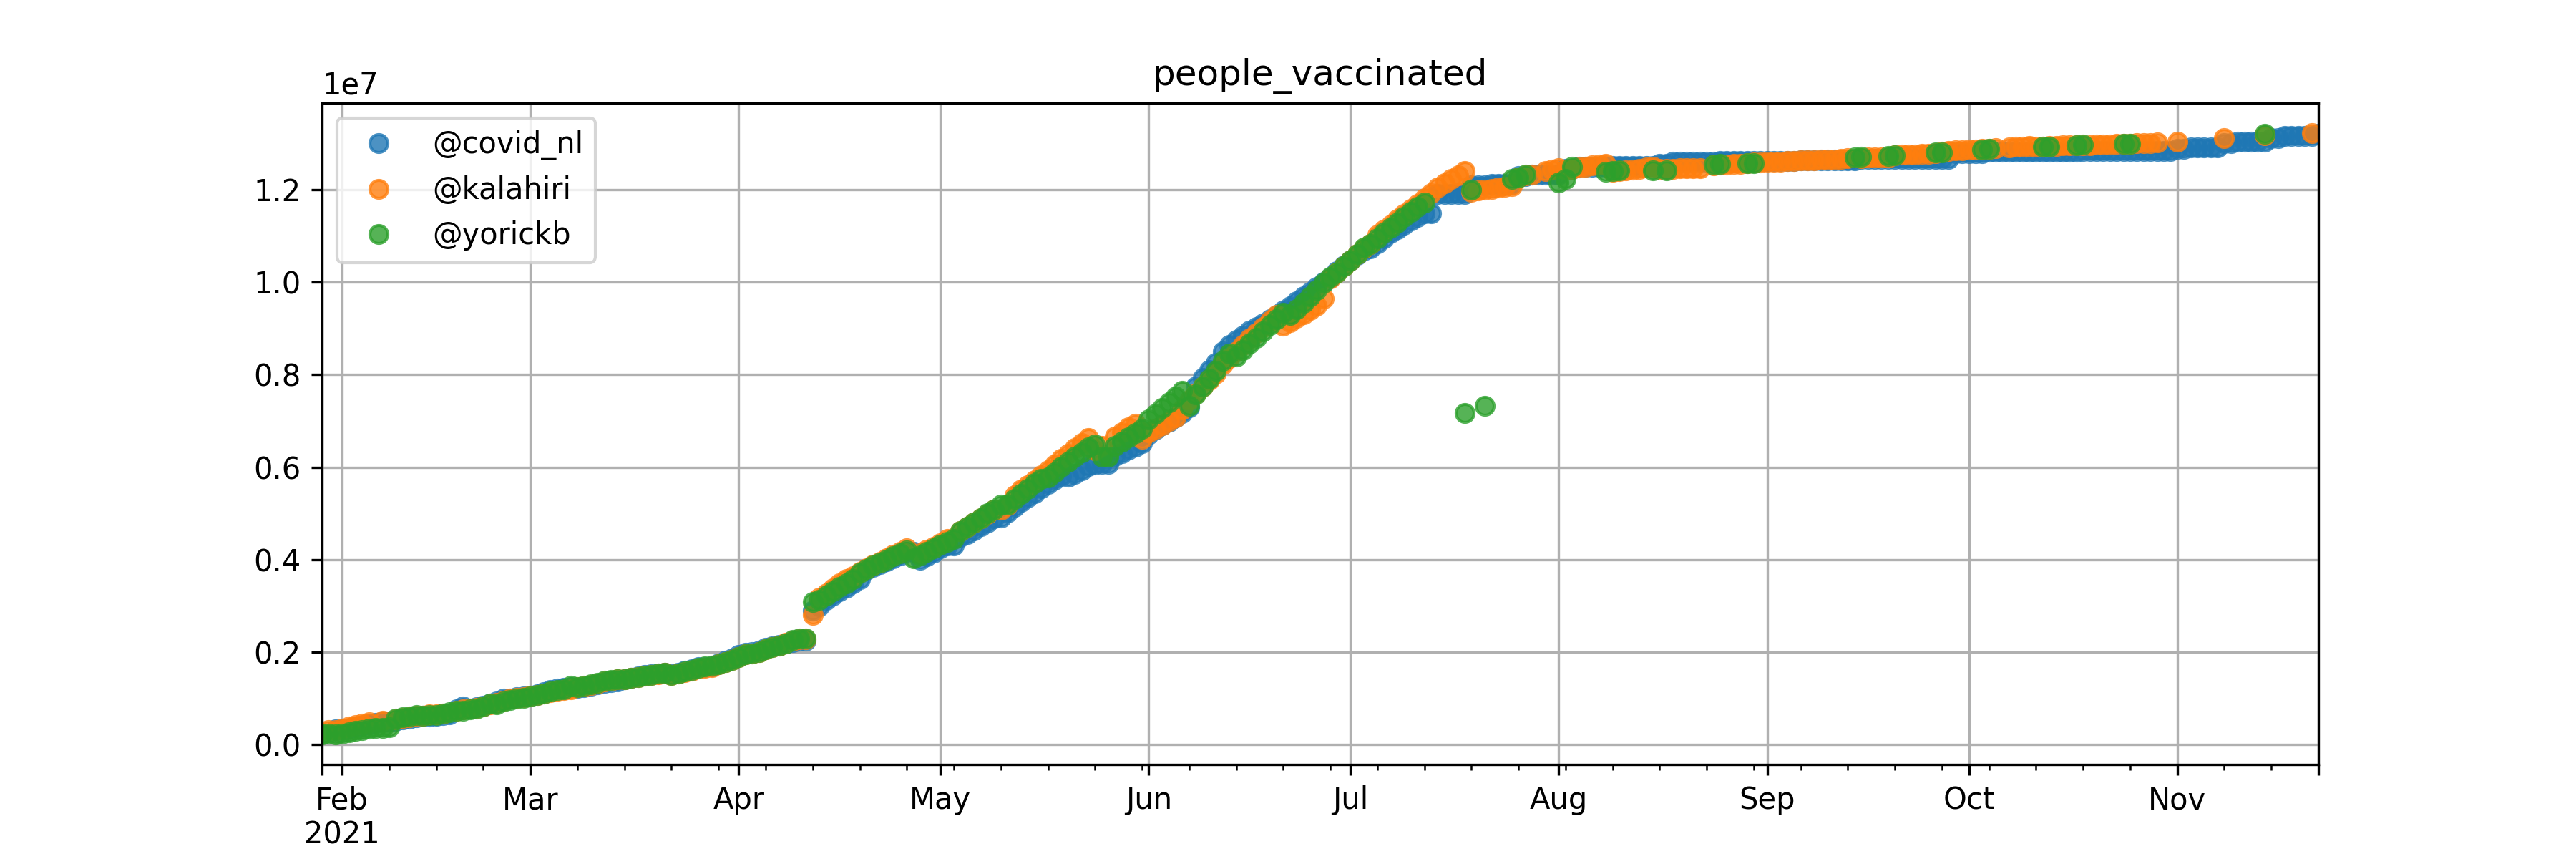 people_vaccinated
1e7
@covid_nl
@kalahiri
@yorickb
1.2
1.0
0.8
0.6
0.4
0.2
0.0
Feb Mar Apr May Jun Jul Aug Sep Oct Nov
2021